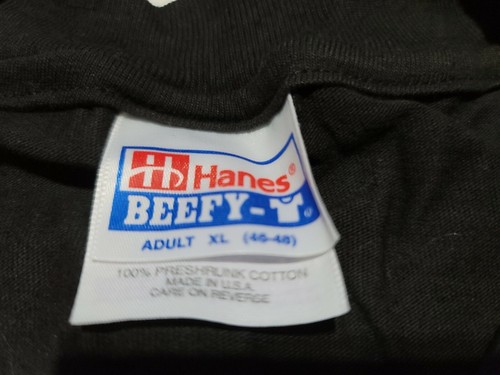 Hanes®
BEEFY-T
ADULT XL (46-48)
100% PRESHRUNK COTTON
MADE IN U.S.A.
CARE ON REVERSE